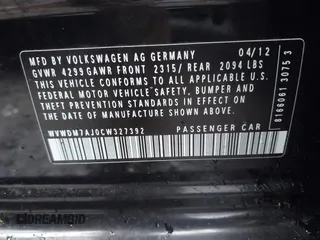 MFD BY VOLKSWAGEN AG GERMANY 04/12
GVWR 4299 GAWR FRONT 2315/ REAR 2094 LBS
THIS VEHICLE CONFORMS TO ALL APPLICABLE U.S.
FEDERAL MOTOR VEHICLE SAFETY, BUMPER AND
THEFT PREVENTION STANDARDS IN EFFECT ON THE
DATE OF MANUFACTURE SHOWN ABOVE
WVWDM7AJ0CW327392 PASSENGER CAR
8166061 3075 3
IDREAMBID